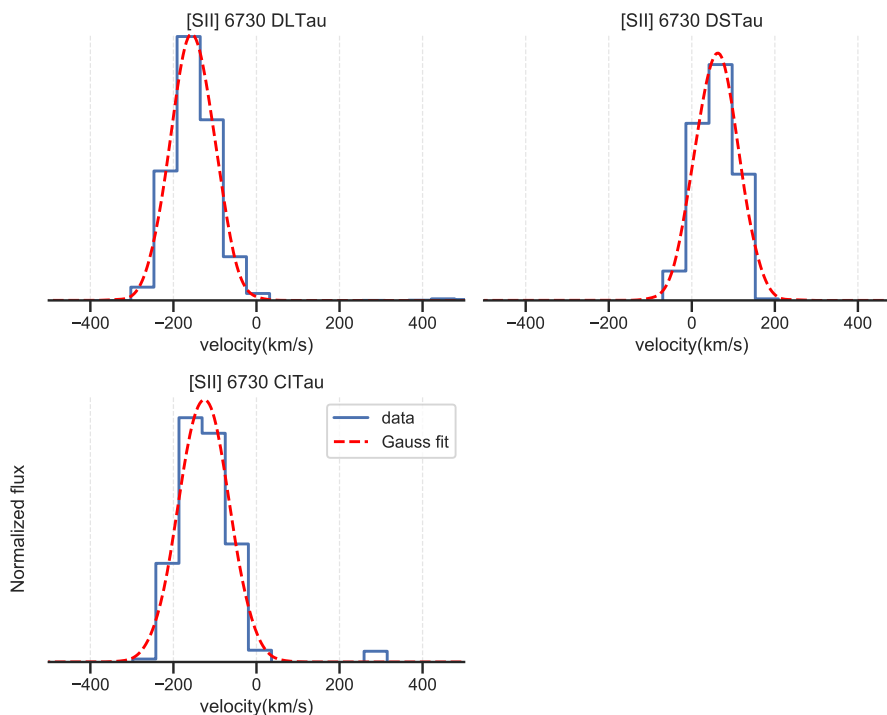 [SII] 6730 DLTau
[SII] 6730 DSTau
−400 −200 0 200 400
velocity(km/s)
−400 −200 0 200 400
velocity(km/s)
[SII] 6730 CITau
data
Gauss fit
Normalized flux
−400 −200 0 200 400
velocity(km/s)